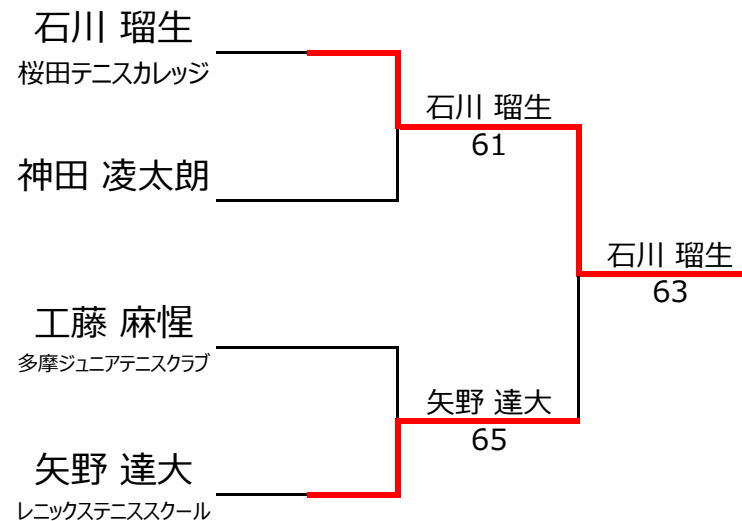 石川 瑠生
桜田テニスカレッジ
石川 瑠生
61
神田 凌太朗
石川 瑠生
63
工藤 麻惺
多摩ジュニアテニスクラブ
矢野 達大
65
矢野 達大
レニックステニススクール